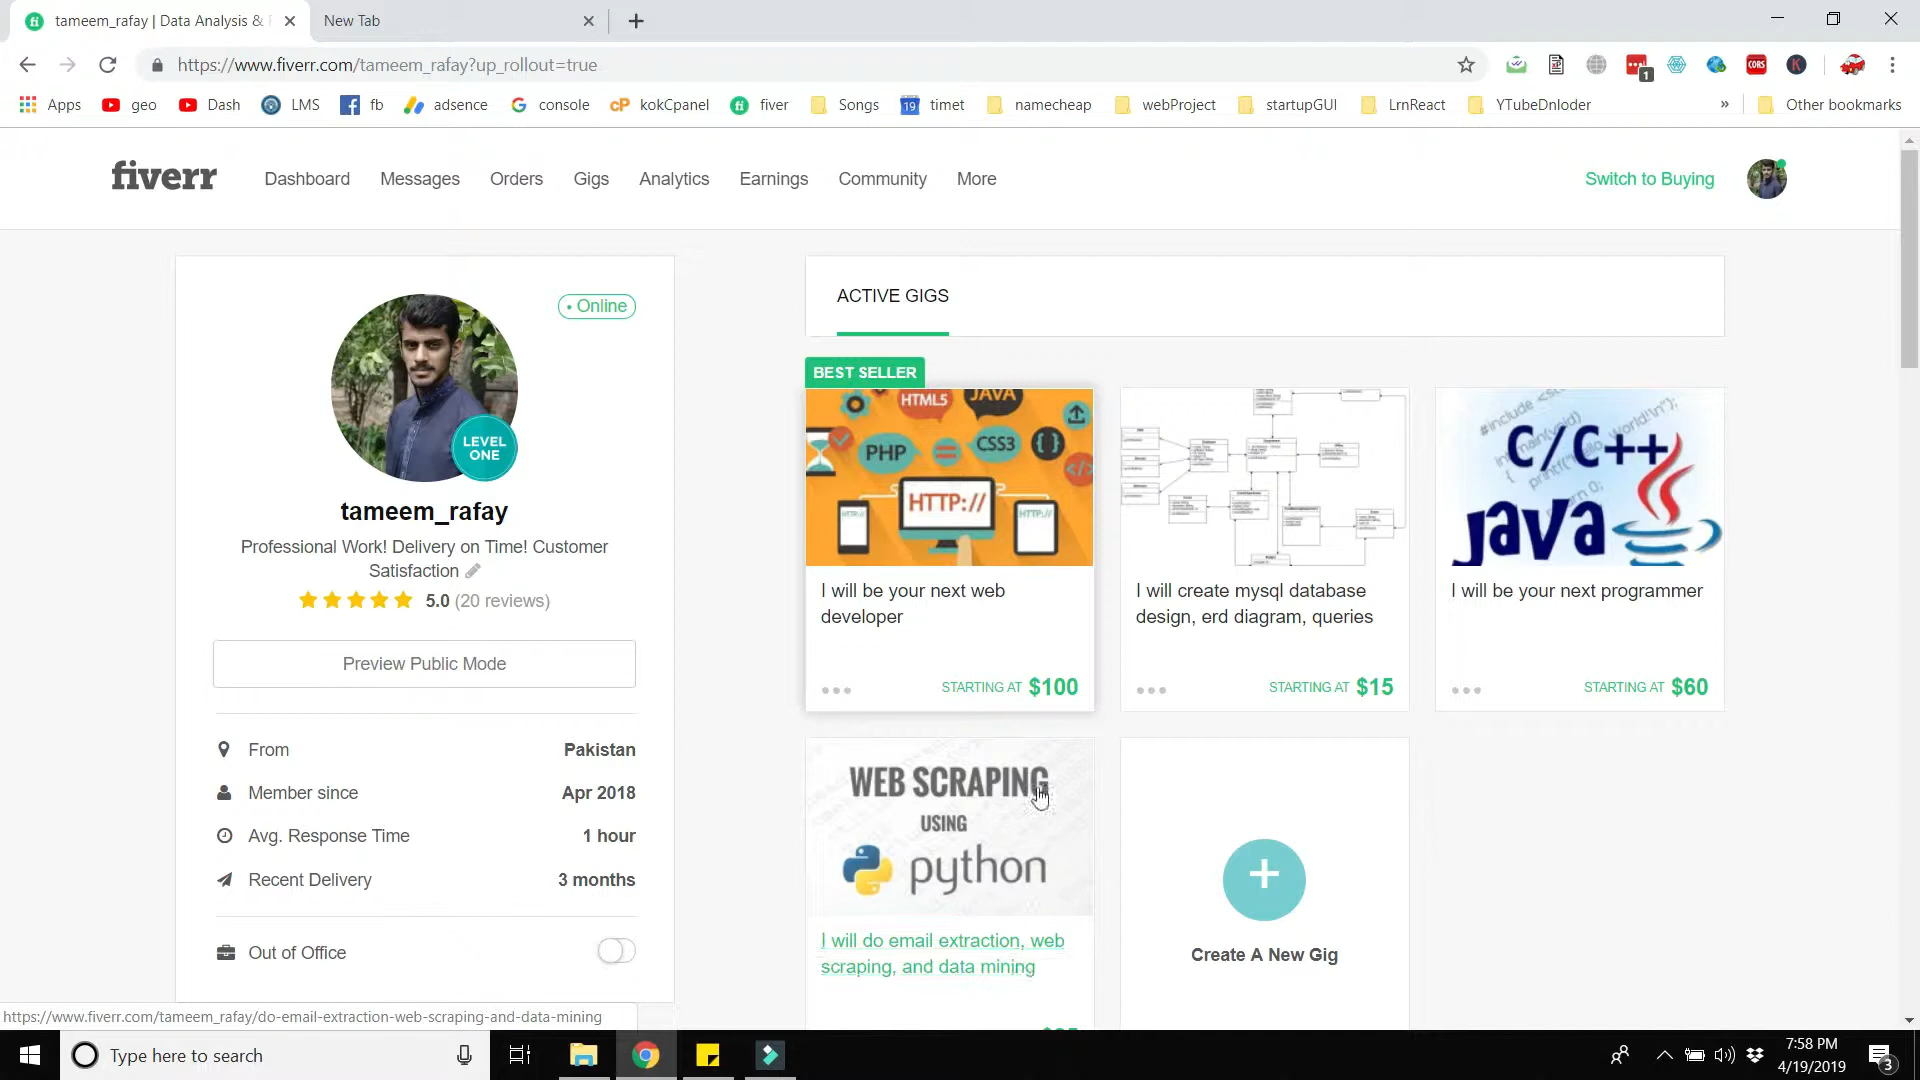 tameem_rafay | Data Analysis &
New Tab
https://www.fiverr.com/tameem_rafay?up_rollout=true
CORS
K
1
Apps
geo
Dash
LMS
fb
adsence
console
cP
kokCpanel
fi
fiver
Songs
19
timet
namecheap
webProject
startupGUI
LrnReact
YTubeDnloder
»
Other bookmarks
fiverr
Dashboard
Messages
Orders
Gigs
Analytics
Earnings
Community
More
Switch to Buying
• Online
LEVEL
ONE
tameem_rafay
Professional Work! Delivery on Time! Customer
Satisfaction
5.0 (20 reviews)
Preview Public Mode
From Pakistan
Member since Apr 2018
Avg. Response Time 1 hour
Recent Delivery 3 months
Out of Office
ACTIVE GIGS
BEST SELLER
HTML5
JAVA
PHP
CSS3
{}
</>
HTTP://
I will be your next web
developer
STARTING AT $100
I will create mysql database
design, erd diagram, queries
STARTING AT $15
C/C++
java
I will be your next programmer
STARTING AT $60
WEB SCRAPING
USING
python
I will do email extraction, web
scraping, and data mining
Create A New Gig
https://www.fiverr.com/tameem_rafay/do-email-extraction-web-scraping-and-data-mining
Type here to search
7:58 PM
4/19/2019
3